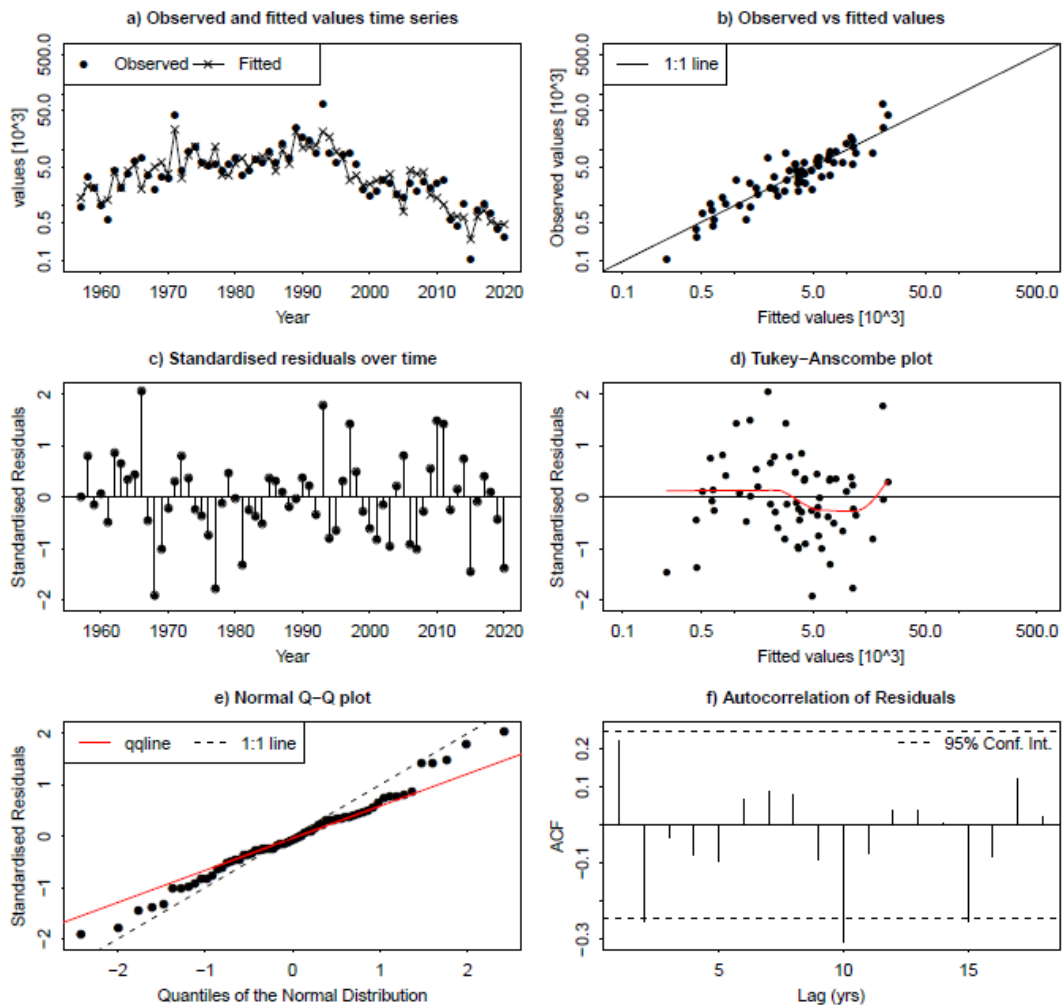 a) Observed and fitted values time series
values [10^3]
500.0
50.0
5.0
0.5
0.1
Observed
Fitted
1960 1970 1980 1990 2000 2010 2020
Year
b) Observed vs fitted values
Observed values [10^3]
500.0
50.0
5.0
0.5
0.1
1:1 line
0.1 0.5 5.0 50.0 500.0
Fitted values [10^3]
c) Standardised residuals over time
Standardised Residuals
2
1
0
−1
−2
1960 1970 1980 1990 2000 2010 2020
Year
d) Tukey−Anscombe plot
Standardised Residuals
2
1
0
−1
−2
0.1 0.5 5.0 50.0 500.0
Fitted values [10^3]
e) Normal Q−Q plot
Standardised Residuals
2
1
0
−1
−2
qqline
1:1 line
−2 −1 0 1 2
Quantiles of the Normal Distribution
f) Autocorrelation of Residuals
ACF
0.2
0.1
−0.1
−0.3
95% Conf. Int.
5 10 15
Lag (yrs)